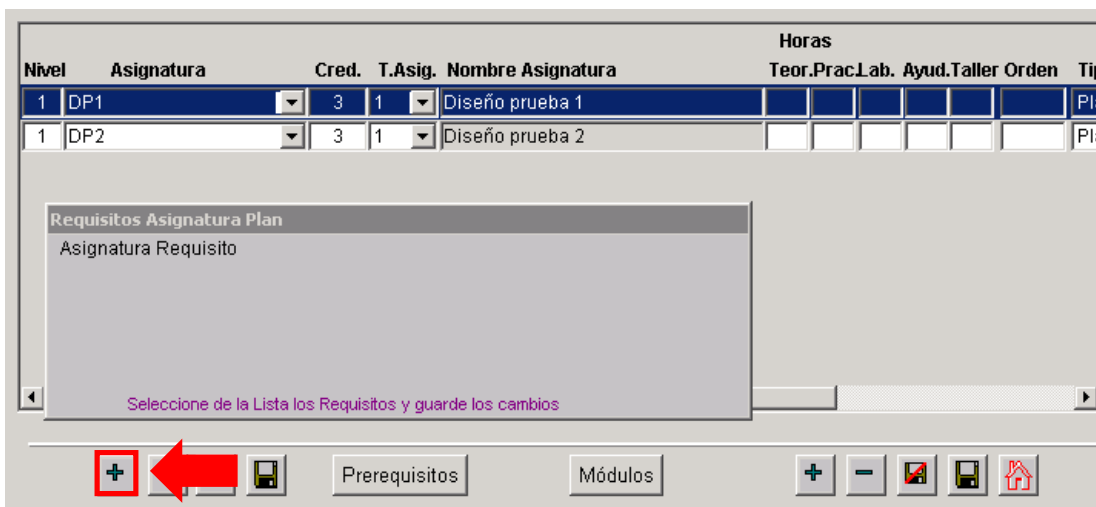 Horas
Nivel Asignatura Cred. T.Asig. Nombre Asignatura Teor. Prac. Lab. Ayud. Taller Orden
1 DP1 3 1 Diseño prueba 1
1 DP2 3 1 Diseño prueba 2
Requisitos Asignatura Plan
Asignatura Requisito
Seleccione de la Lista los Requisitos y guarde los cambios
Prerequisitos Módulos